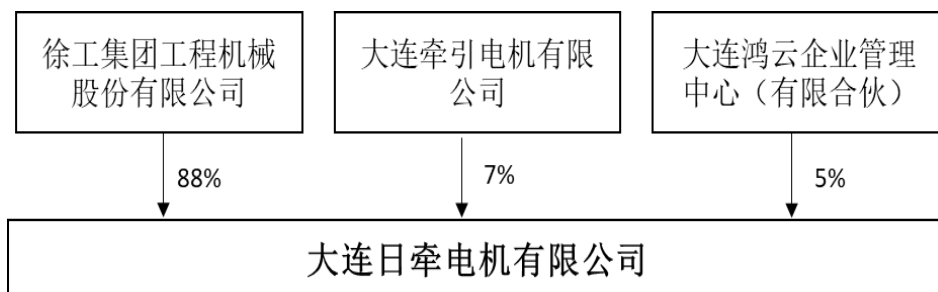 徐工集团工程机械
股份有限公司
大连牵引电机有限
公司
大连鸿云企业管理
中心（有限合伙）
88%
7%
5%
大连日牵电机有限公司